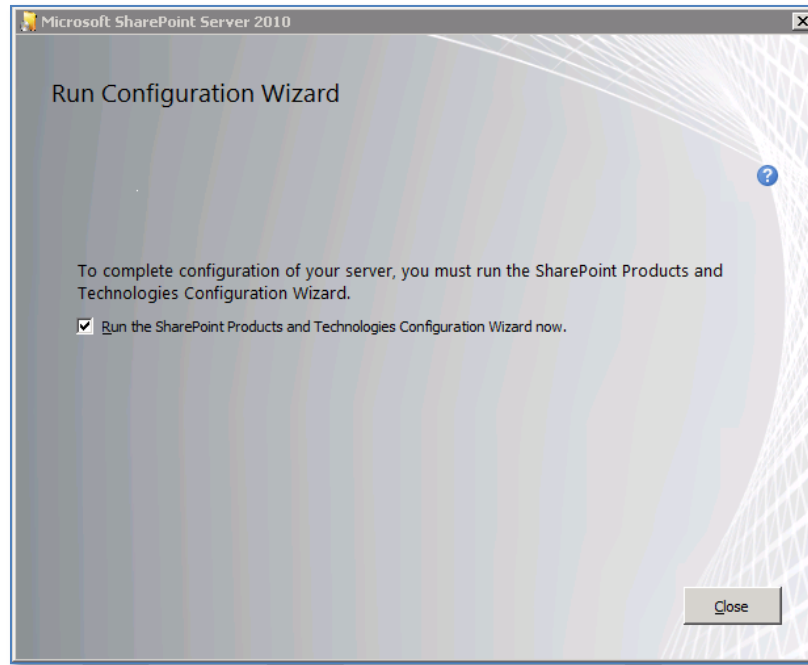 Microsoft SharePoint Server 2010
Run Configuration Wizard
To complete configuration of your server, you must run the SharePoint Products and
Technologies Configuration Wizard.
Run the SharePoint Products and Technologies Configuration Wizard now.
Close